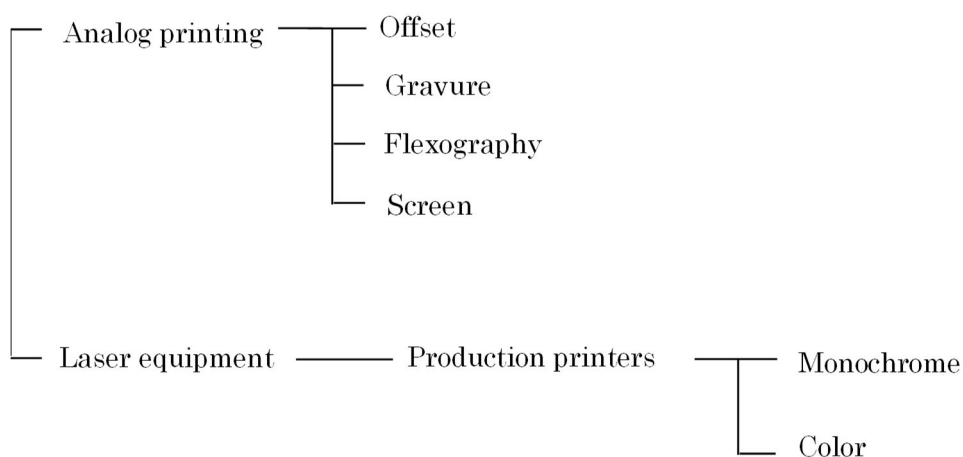 Analog printing
Offset
Gravure
Flexography
Screen
Laser equipment
Production printers
Monochrome
Color